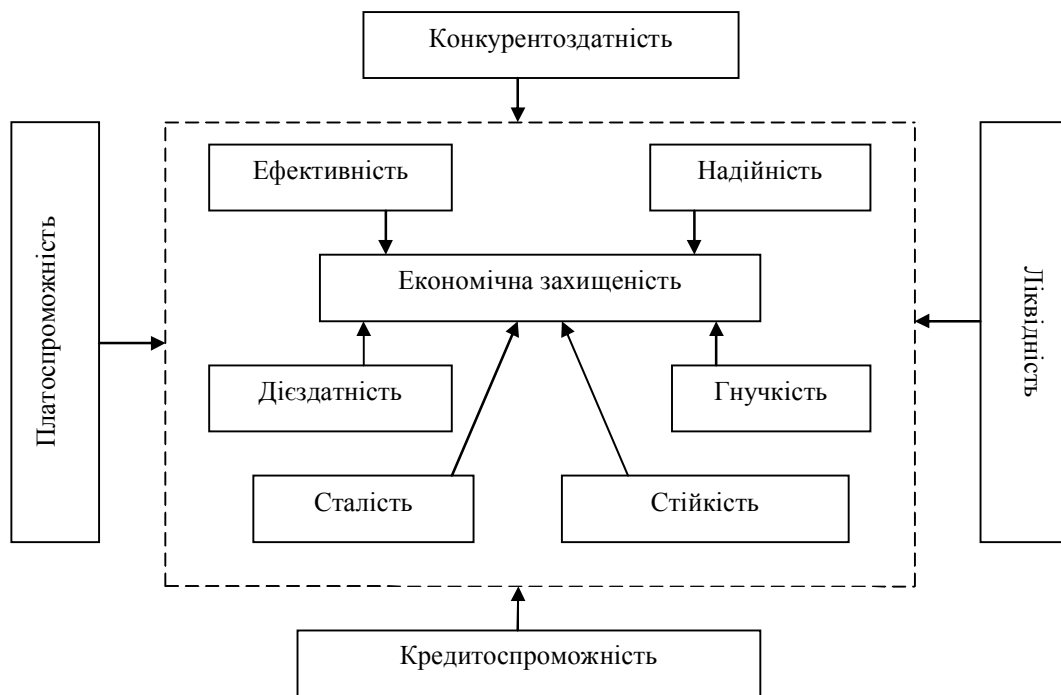 Конкурентоздатність
Платоспроможність
Ефективність
Надійність
Економічна захищеність
Ліквідність
Дієздатність
Гнучкість
Сталість
Стійкість
Кредитоспроможність